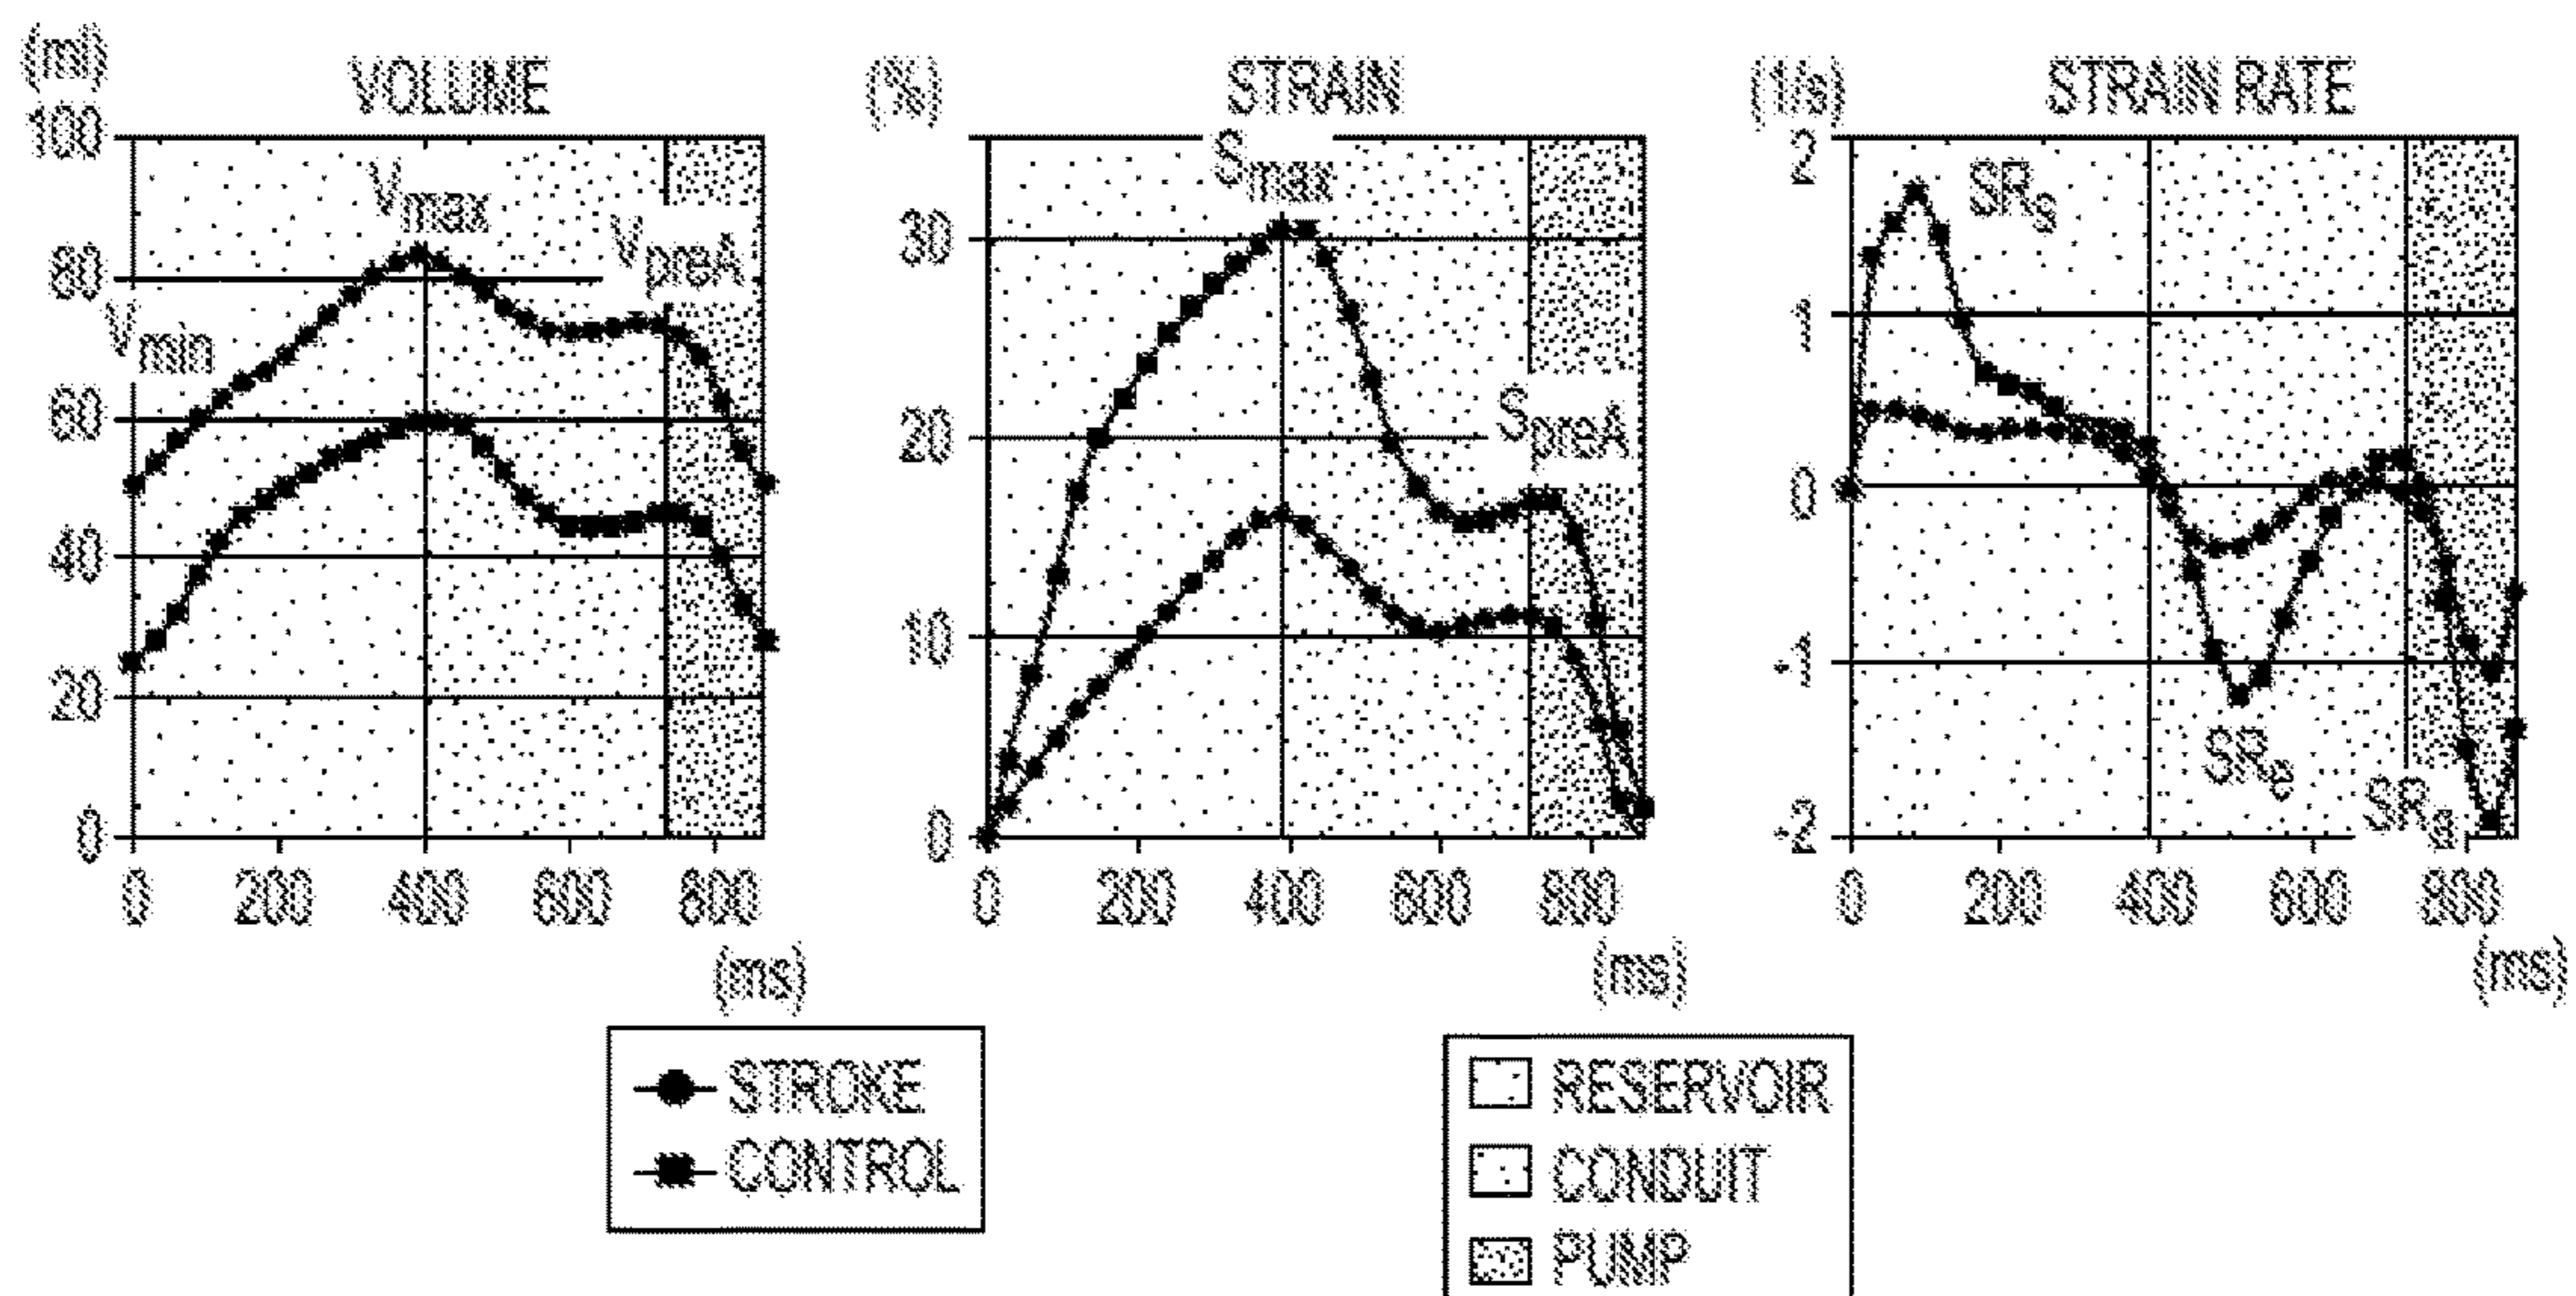 (ml)
VOLUME
100
80
60
40
20
0
V min
V max
V preA
0 200 400 600 800
(ms)
(%)
STRAIN
30
20
10
0
S max
S preA
0 200 400 600 800
(ms)
(1/s)
STRAIN RATE
2
1
0
-1
-2
SR s
SR e
SR a
0 200 400 600 800
(ms)
STROKE
CONTROL
RESERVOIR
CONDUIT
PUMP